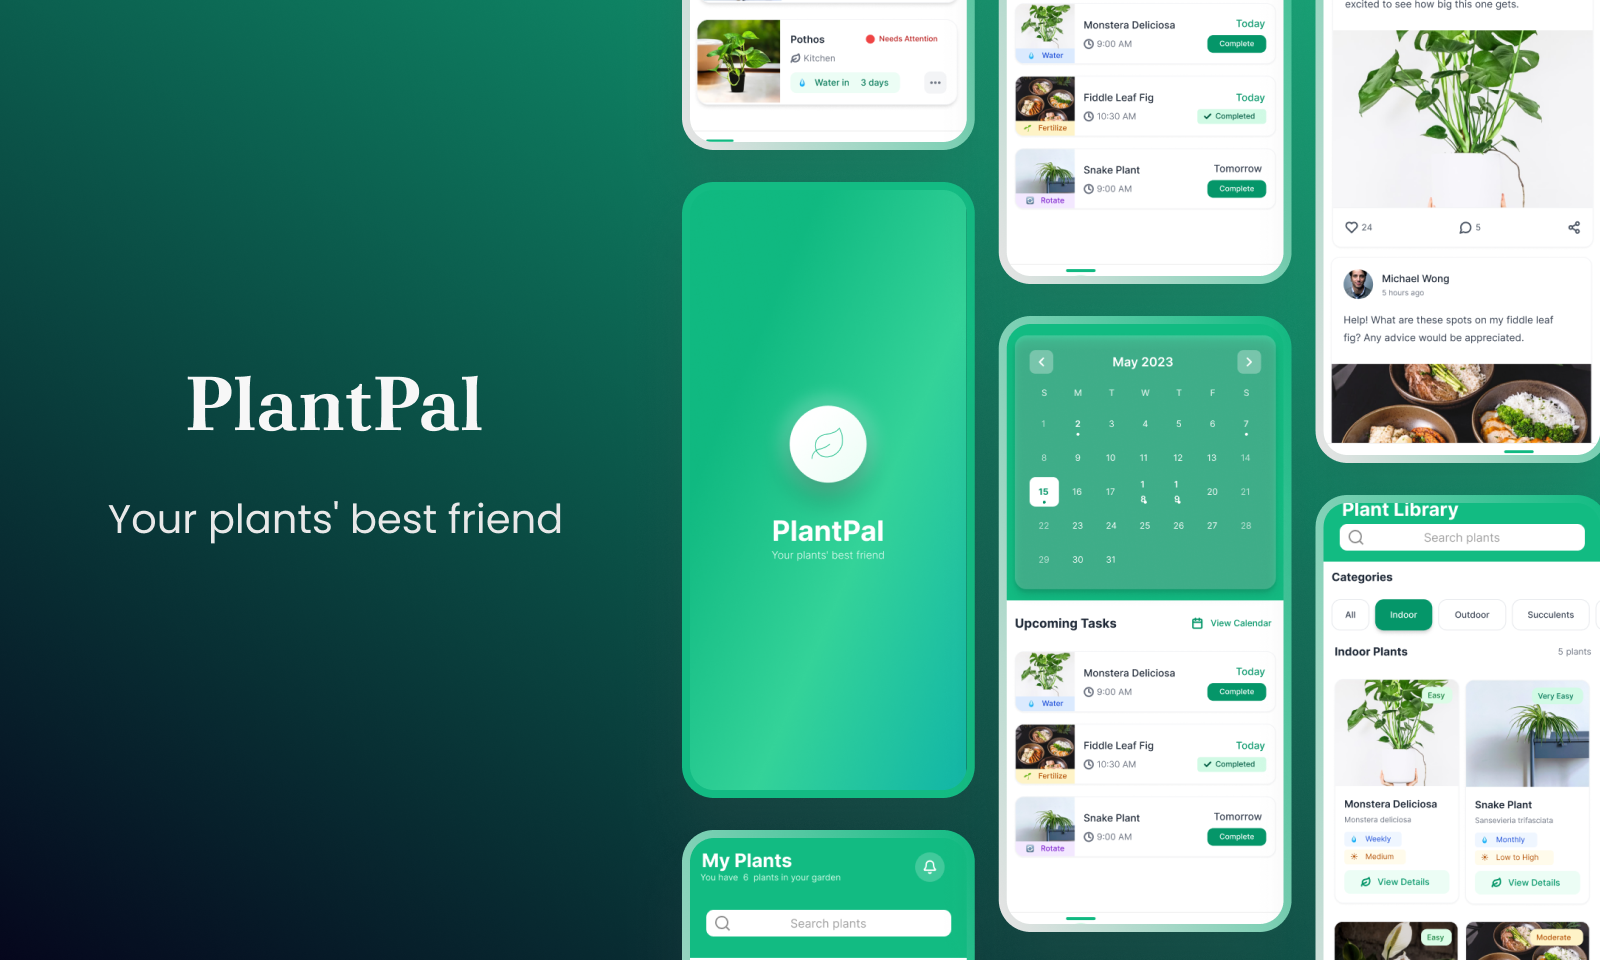 PlantPal
Your plants' best friend
Pothos
Needs Attention
Kitchen
Water in 3 days
PlantPal
Your plants' best friend
My Plants
You have 6 plants in your garden
Search plants
Monstera Deliciosa
Today
9:00 AM
Complete
Water
Fiddle Leaf Fig
Today
10:30 AM
Completed
Fertilize
Snake Plant
Tomorrow
9:00 AM
Complete
Rotate
May 2023
S M T W T F S
1 2 3 4 5 6 7
8 9 10 11 12 13 14
15 16 17 18 19 20 21
22 23 24 25 26 27 28
29 30 31
Upcoming Tasks
View Calendar
Monstera Deliciosa
Today
9:00 AM
Complete
Water
Fiddle Leaf Fig
Today
10:30 AM
Completed
Fertilize
Snake Plant
Tomorrow
9:00 AM
Complete
Rotate
excited to see how big this one gets.
24
5
Michael Wong
5 hours ago
Help! What are these spots on my fiddle leaf
fig? Any advice would be appreciated.
Plant Library
Search plants
Categories
All Indoor Outdoor Succulents
Indoor Plants
5 plants
Easy
Monstera Deliciosa
Monstera deliciosa
Weekly
Medium
View Details
Very Easy
Snake Plant
Sansevieria trifasciata
Monthly
Low to High
View Details
Easy
Moderate